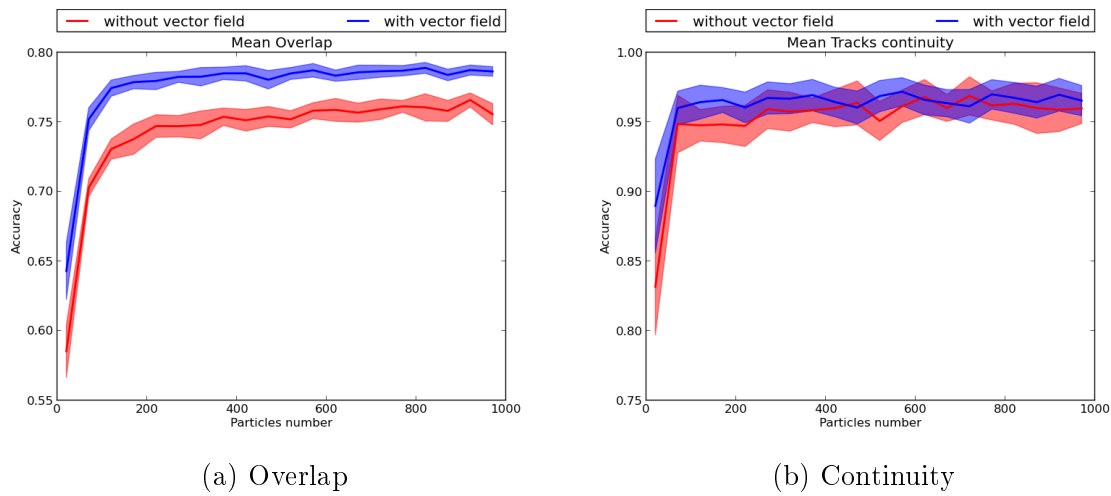 without vector field
with vector field
Mean Overlap
0.80
0.75
0.70
0.65
0.60
0.55
Accuracy
0
200
400
600
800
1000
Particles number
(a) Overlap
without vector field
with vector field
Mean Tracks continuity
1.00
0.95
0.90
0.85
0.80
0.75
Accuracy
0
200
400
600
800
1000
Particles number
(b) Continuity